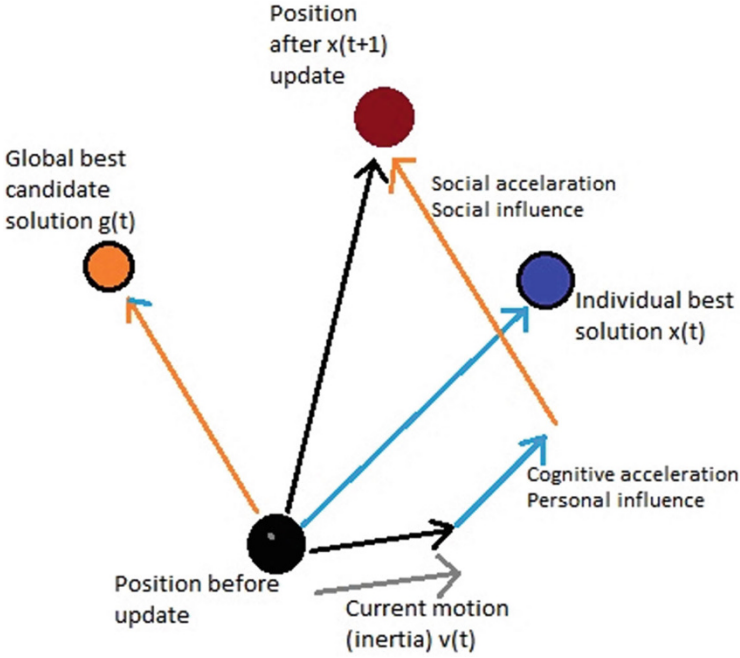 Position
after x(t+1)
update
Global best
candidate
solution g(t)
Social accelaration
Social influence
Individual best
solution x(t)
Cognitive acceleration
Personal influence
Position before
update
Current motion
(inertia) v(t)